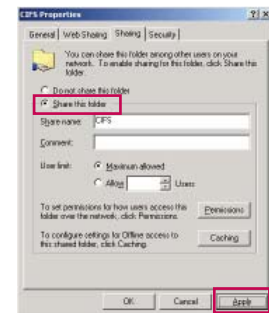 CIFS Properties
General Web Sharing Sharing Security
You can share this folder among other users on your
network. To enable sharing for this folder, click Share this
folder.
Do not share this folder
Share this folder
Share name: CIFS
Comment:
User limit: Maximum allowed
Allow Users
To set permissions for how users access this
folder over the network, click Permissions.
Permissions
To configure settings for Offline access to
this shared folder, click Caching.
Caching
OK Cancel Apply